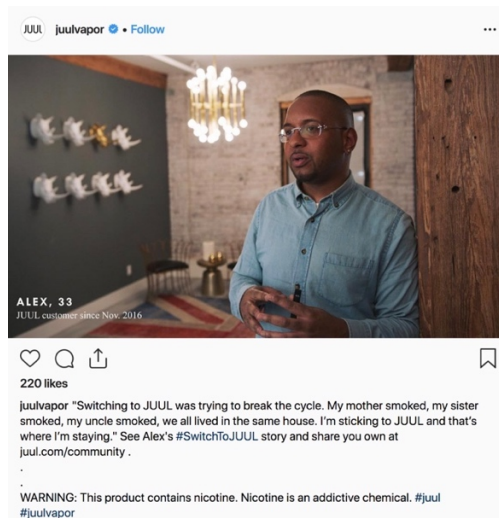 JUUL juulvapor • Follow
ALEX, 33
JUUL customer since Nov. 2016
220 likes
juulvapor "Switching to JUUL was trying to break the cycle. My mother smoked, my sister
smoked, my uncle smoked, we all lived in the same house. I'm sticking to JUUL and that's
where I'm staying." See Alex's #SwitchToJUUL story and share you own at
juul.com/community .
.
.
WARNING: This product contains nicotine. Nicotine is an addictive chemical. #juul
#juulvapor